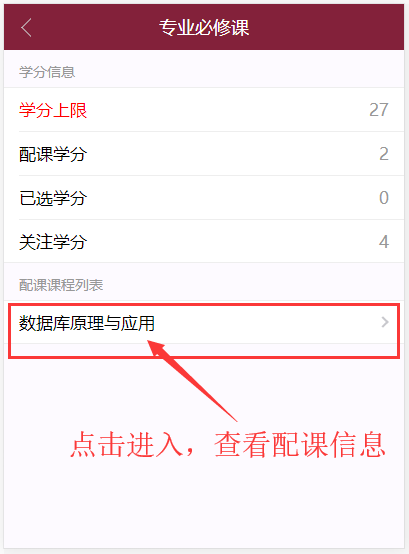 专业必修课
学分信息
学分上限 27
配课学分 2
已选学分 0
关注学分 4
配课课程列表
数据库原理与应用
点击进入，查看配课信息